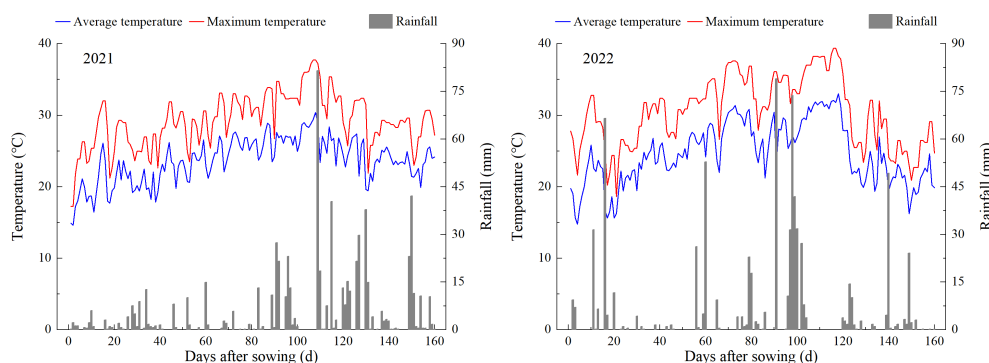 Average temperature Maximum temperature Rainfall
2021
Temperature (°C)
40
30
20
10
0
90
75
60
45
30
15
0
Rainfall (mm)
0 20 40 60 80 100 120 140 160
Days after sowing (d)
Average temperature Maximum temperature Rainfall
2022
Temperature (°C)
40
30
20
10
0
90
75
60
45
30
15
0
Rainfall (mm)
0 20 40 60 80 100 120 140 160
Days after sowing (d)